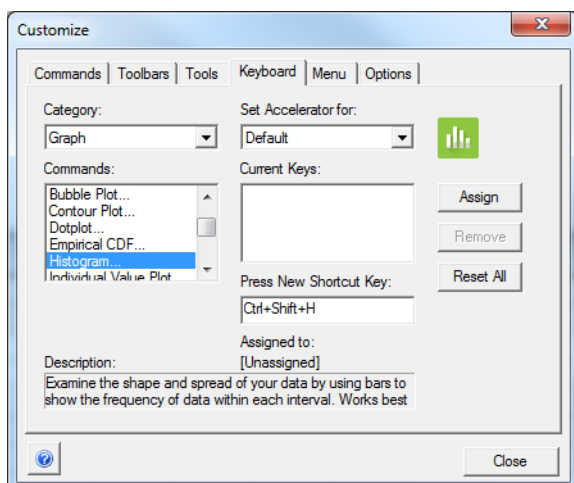 Customize
Commands
Toolbars
Tools
Keyboard
Menu
Options
Category:
Graph
Commands:
Bubble Plot...
Contour Plot...
Dotplot...
Empirical CDF...
Histogram...
Individual Value Plot
Set Accelerator for:
Default
Current Keys:
Press New Shortcut Key:
Ctrl+Shift+H
Assigned to:
[Unassigned]
Assign
Remove
Reset All
Description:
Examine the shape and spread of your data by using bars to
show the frequency of data within each interval. Works best
Close